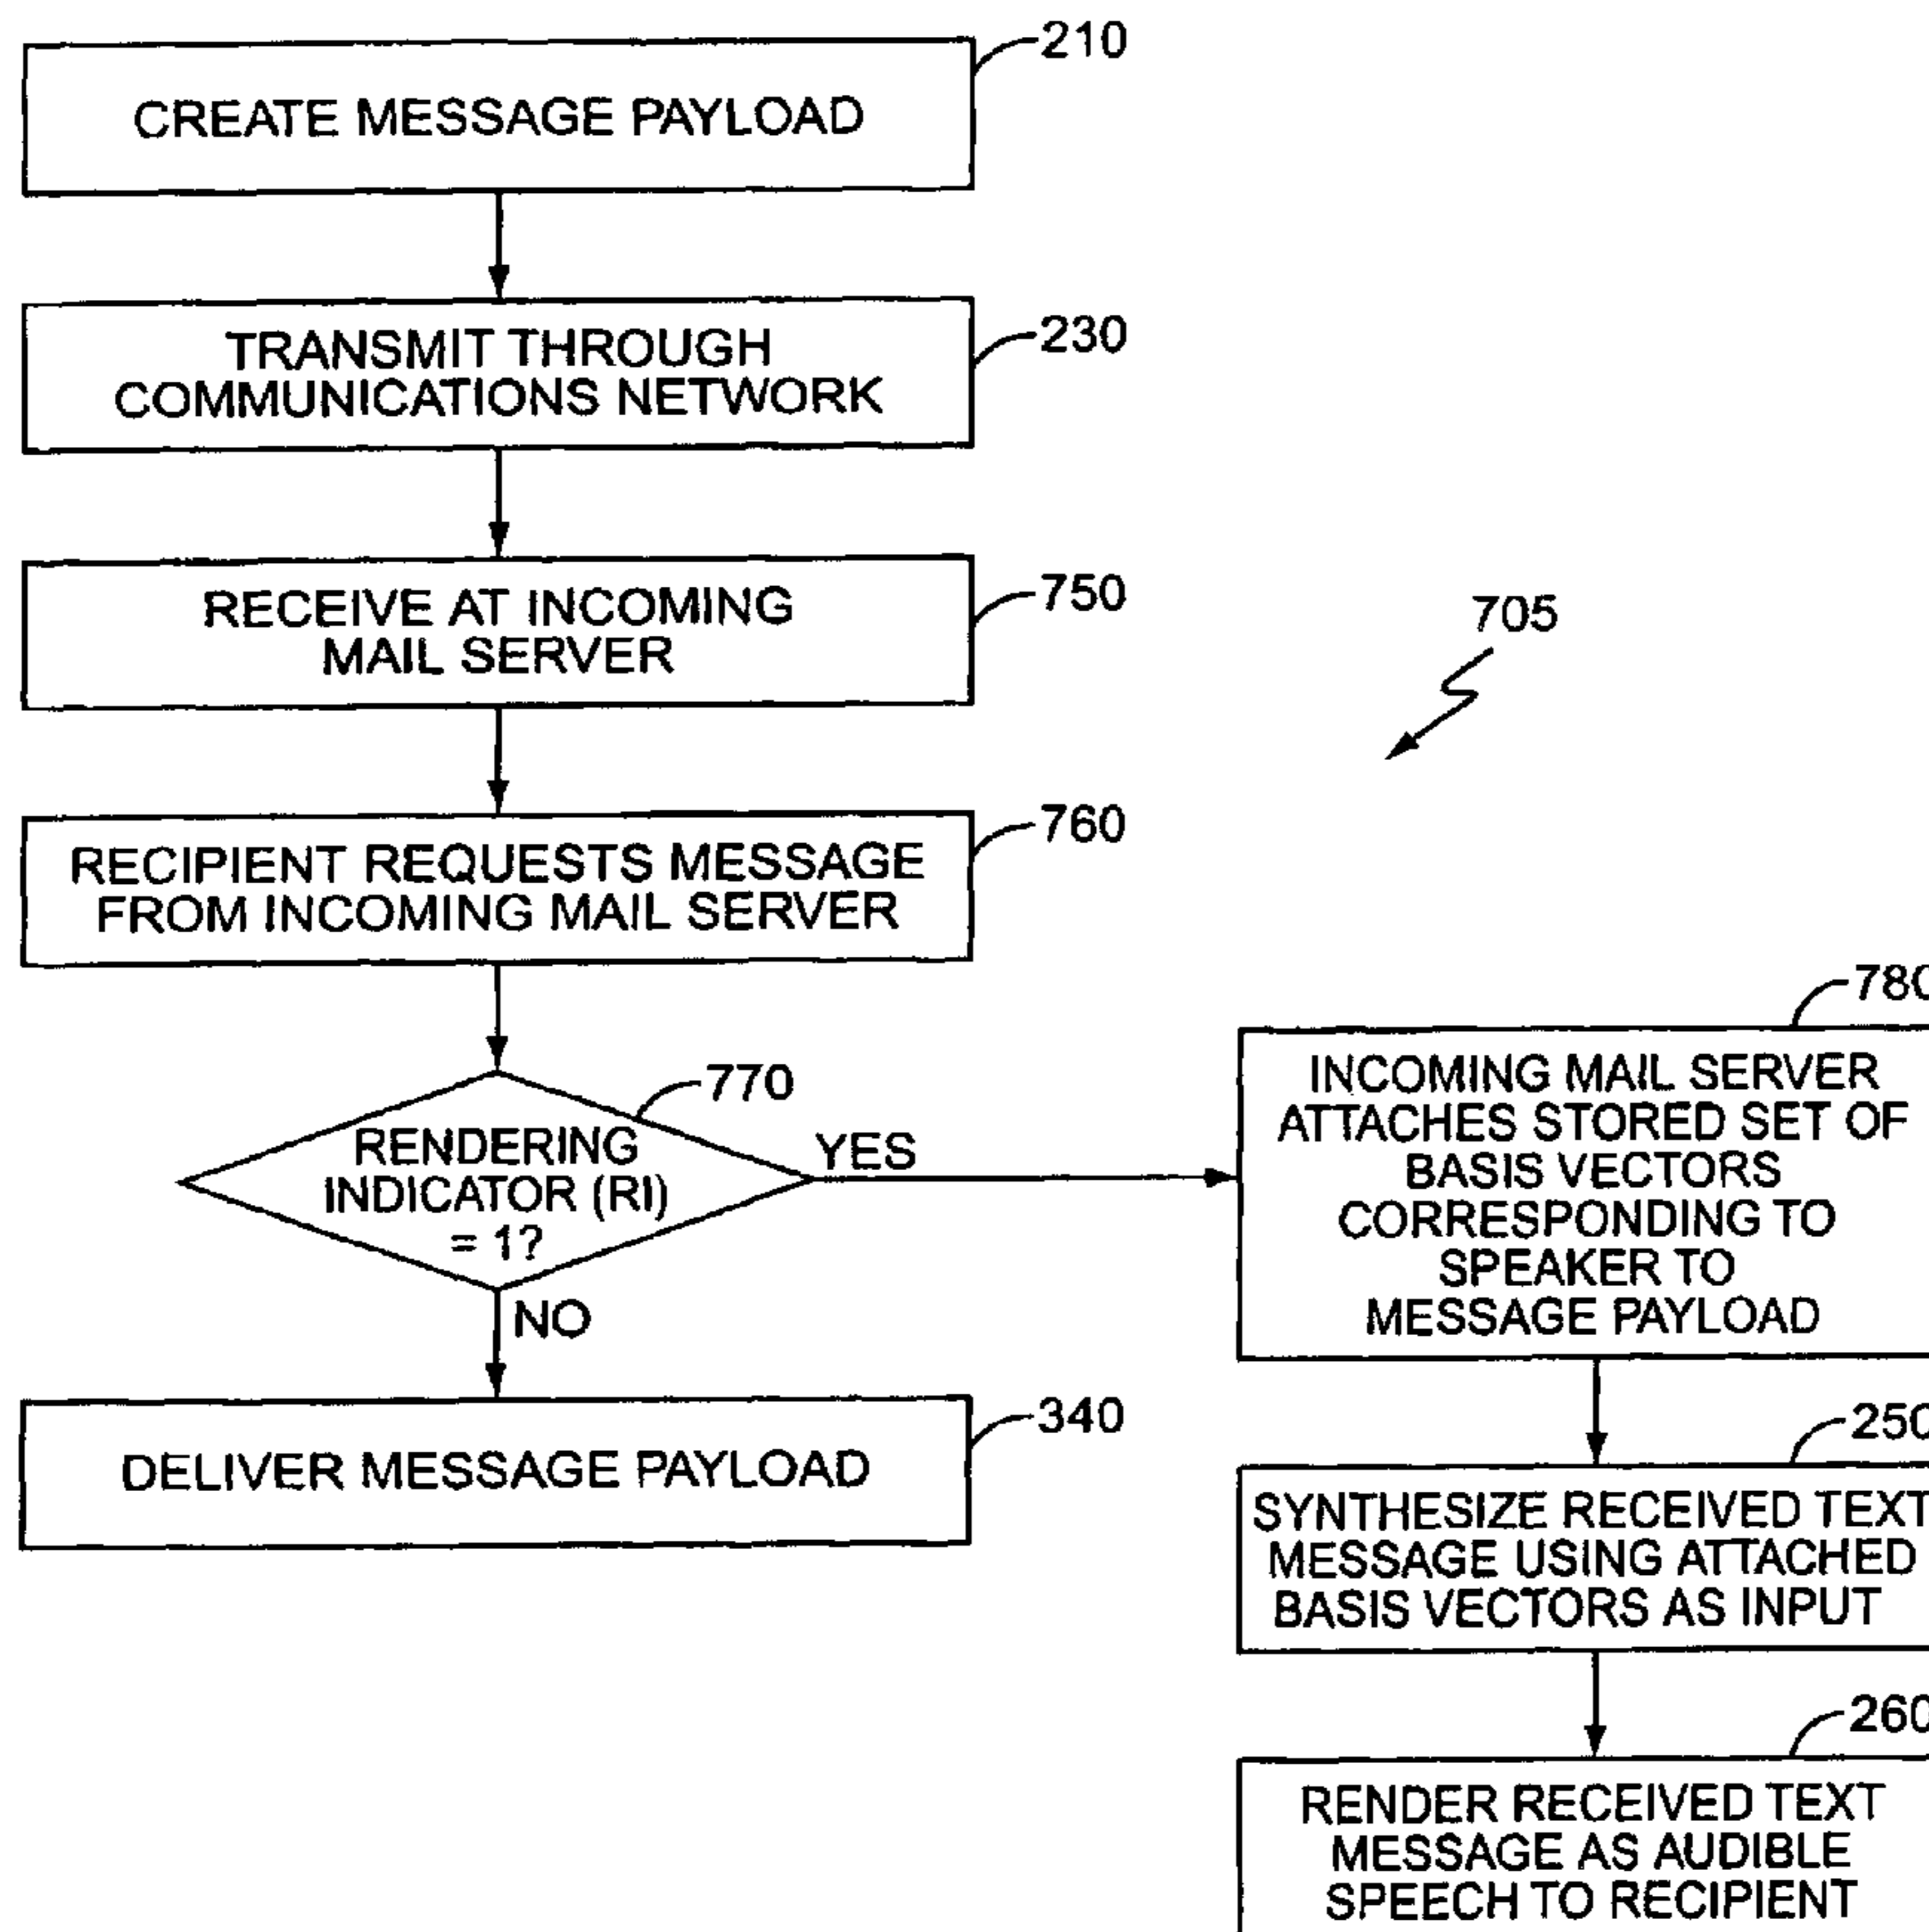 210
CREATE MESSAGE PAYLOAD
230
TRANSMIT THROUGH
COMMUNICATIONS NETWORK
750
RECEIVE AT INCOMING
MAIL SERVER
705
760
RECIPIENT REQUESTS MESSAGE
FROM INCOMING MAIL SERVER
770
RENDERING
INDICATOR (RI)
= 1?
YES
NO
340
DELIVER MESSAGE PAYLOAD
780
INCOMING MAIL SERVER
ATTACHES STORED SET OF
BASIS VECTORS
CORRESPONDING TO
SPEAKER TO
MESSAGE PAYLOAD
250
SYNTHESIZE RECEIVED TEXT
MESSAGE USING ATTACHED
BASIS VECTORS AS INPUT
260
RENDER RECEIVED TEXT
MESSAGE AS AUDIBLE
SPEECH TO RECIPIENT